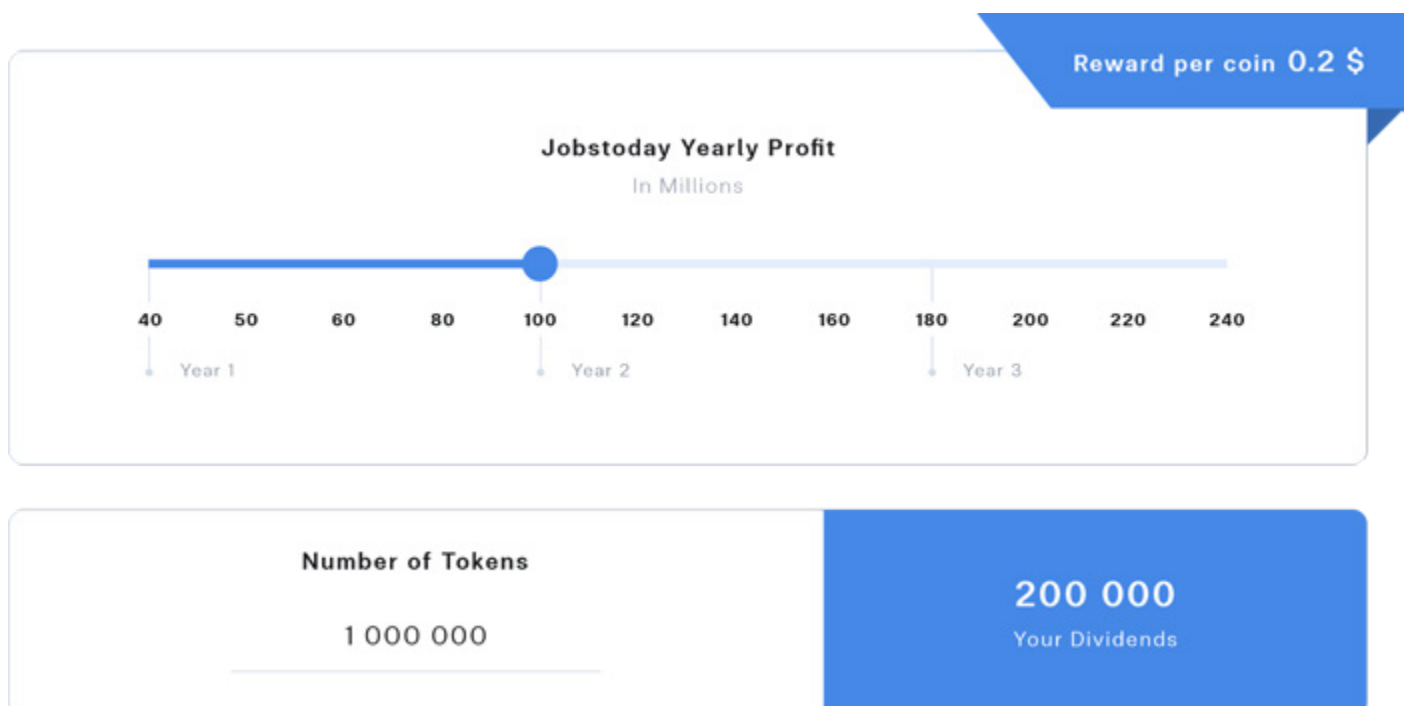 Reward per coin 0.2 $
Jobstoday Yearly Profit
In Millions
40 50 60 80 100 120 140 160 180 200 220 240
Year 1 Year 2 Year 3
Number of Tokens
1 000 000
200 000
Your Dividends